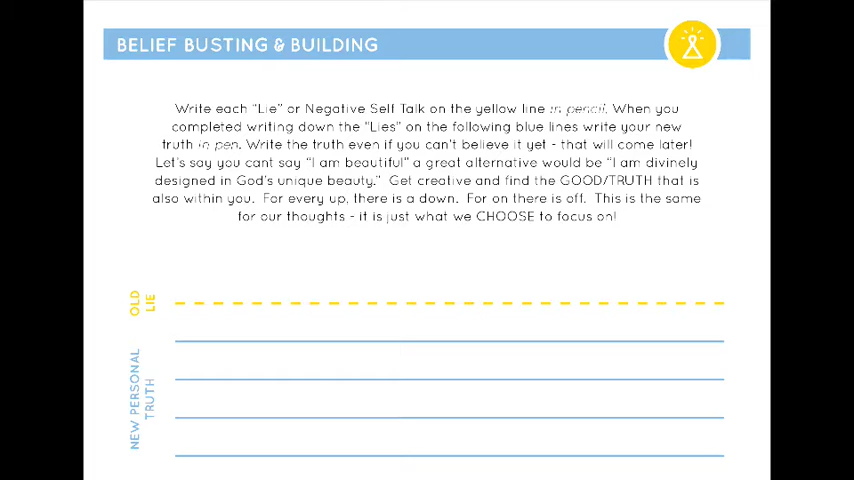 BELIEF BUSTING & BUILDING
Write each "Lie" or Negative Self Talk on the yellow line in pencil. When you
completed writing down the "Lies" on the following blue lines write your new
truth in pen. Write the truth even if you can't believe it yet - that will come later!
Let's say you cant say "I am beautiful" a great alternative would be "I am divinely
designed in God's unique beauty." Get creative and find the GOOD/TRUTH that is
also within you. For every up, there is a down. For on there is off. This is the same
for our thoughts - it is just what we CHOOSE to focus on!
OLD
LIE
NEW PERSONAL
TRUTH